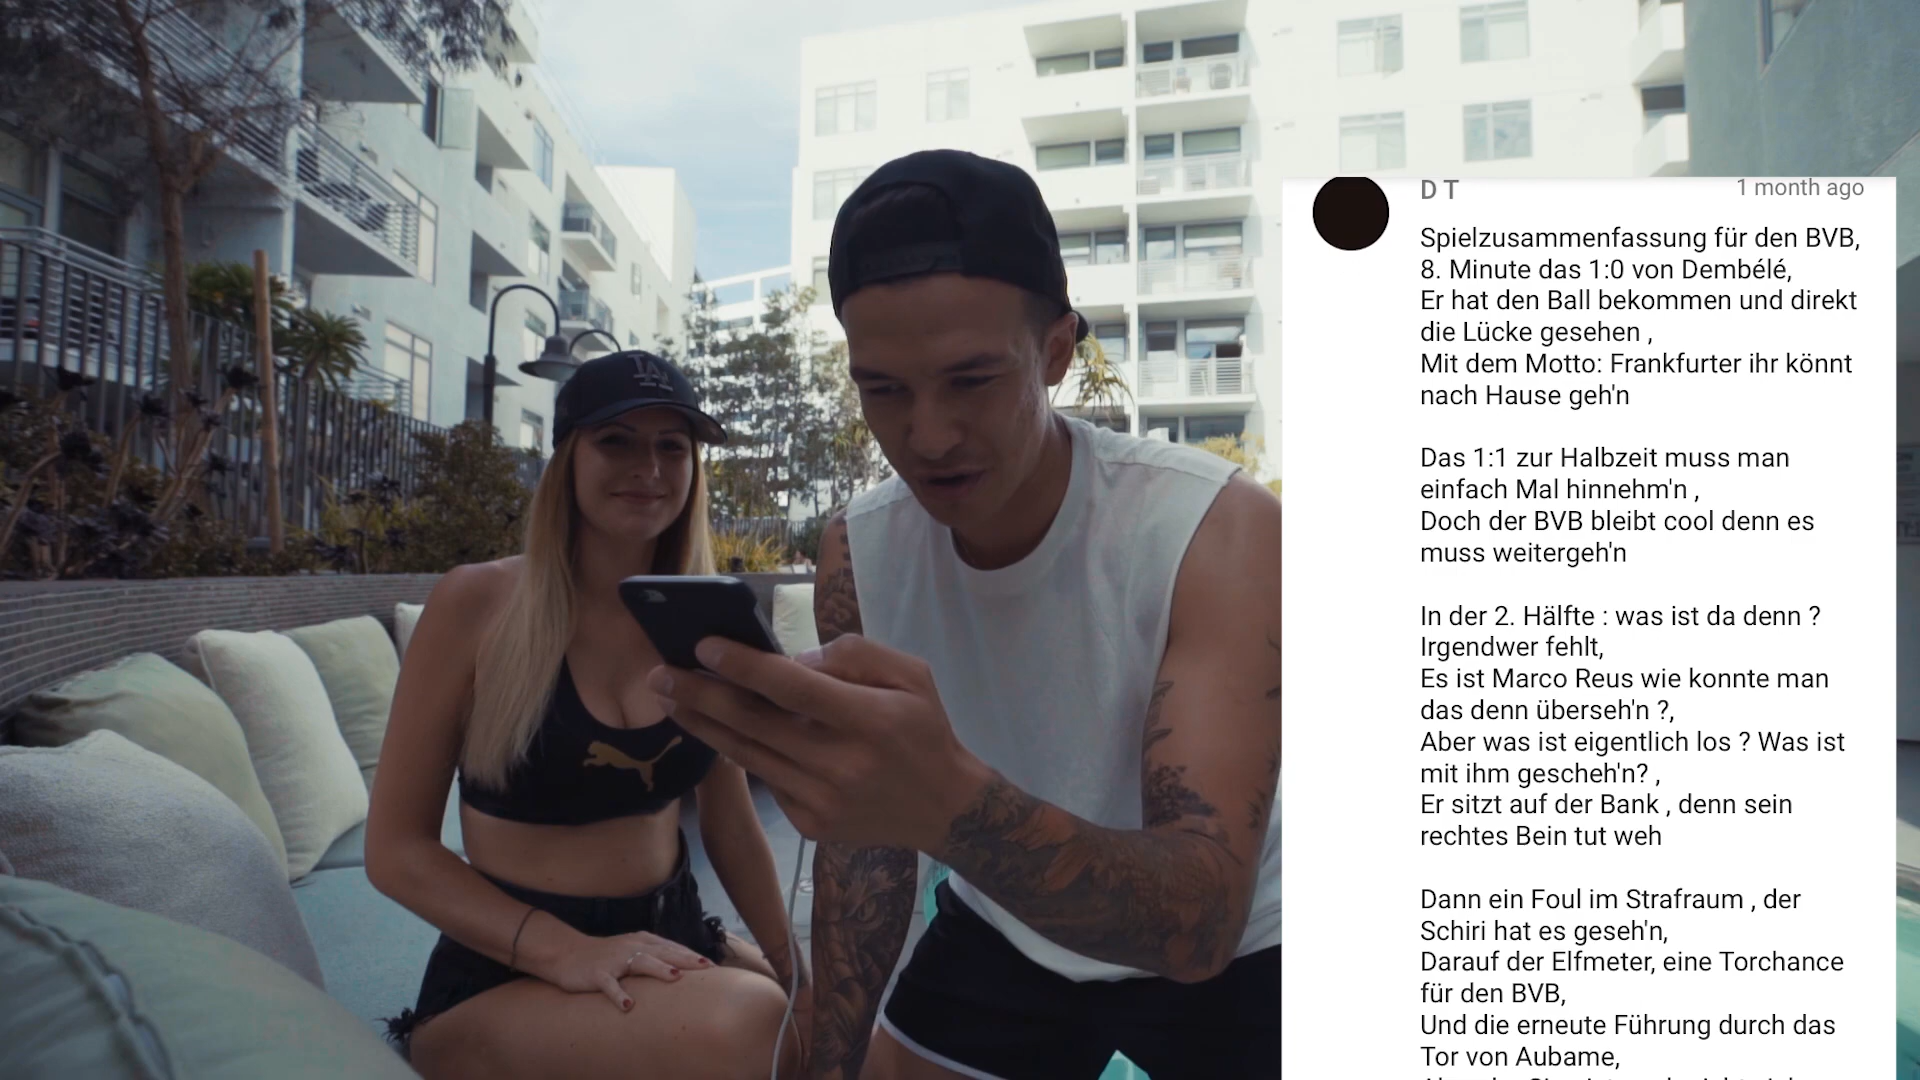 D T
1 month ago
Spielzusammenfassung für den BVB,
8. Minute das 1:0 von Dembélé,
Er hat den Ball bekommen und direkt
die Lücke gesehen ,
Mit dem Motto: Frankfurter ihr könnt
nach Hause geh'n
Das 1:1 zur Halbzeit muss man
einfach Mal hinnehm'n ,
Doch der BVB bleibt cool denn es
muss weitergeh'n
In der 2. Hälfte : was ist da denn ?
Irgendwer fehlt,
Es ist Marco Reus wie konnte man
das denn überseh'n ?,
Aber was ist eigentlich los ? Was ist
mit ihm gescheh'n? ,
Er sitzt auf der Bank , denn sein
rechtes Bein tut weh
Dann ein Foul im Strafraum , der
Schiri hat es geseh'n,
Darauf der Elfmeter, eine Torchance
für den BVB,
Und die erneute Führung durch das
Tor von Aubame,
LA